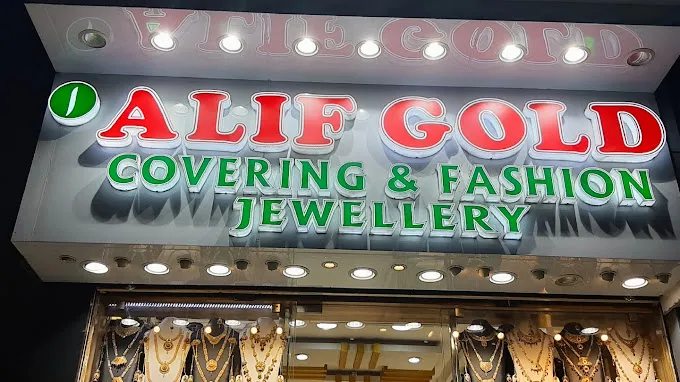 ALIF GOLD
COVERING & FASHION
JEWELLERY